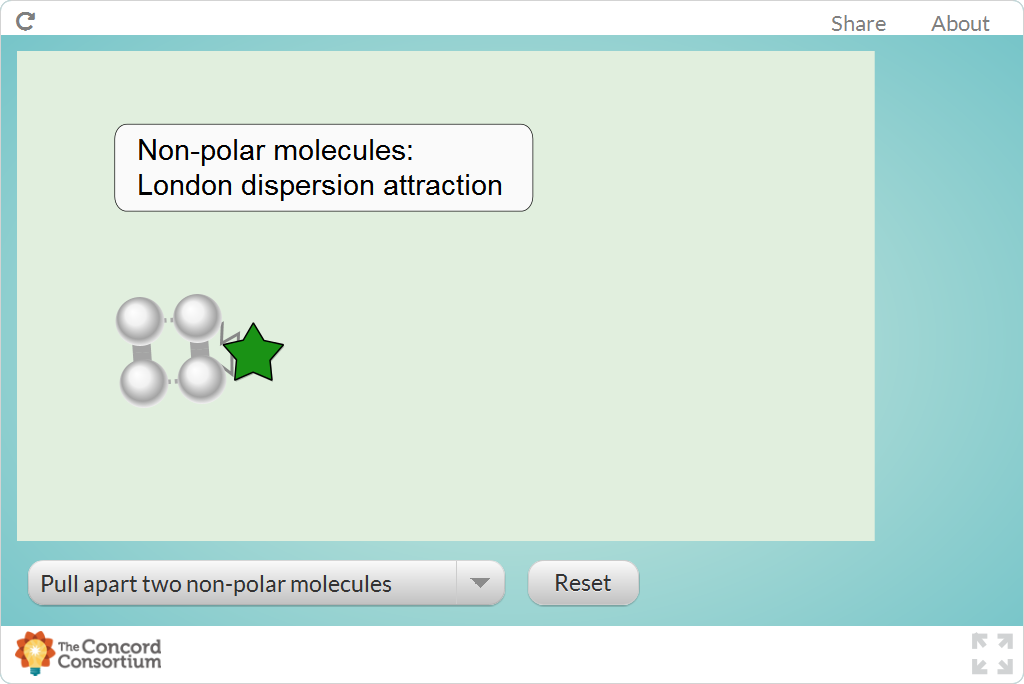 Share About
Non-polar molecules:
London dispersion attraction
Pull apart two non-polar molecules
Reset
The Concord
Consortium